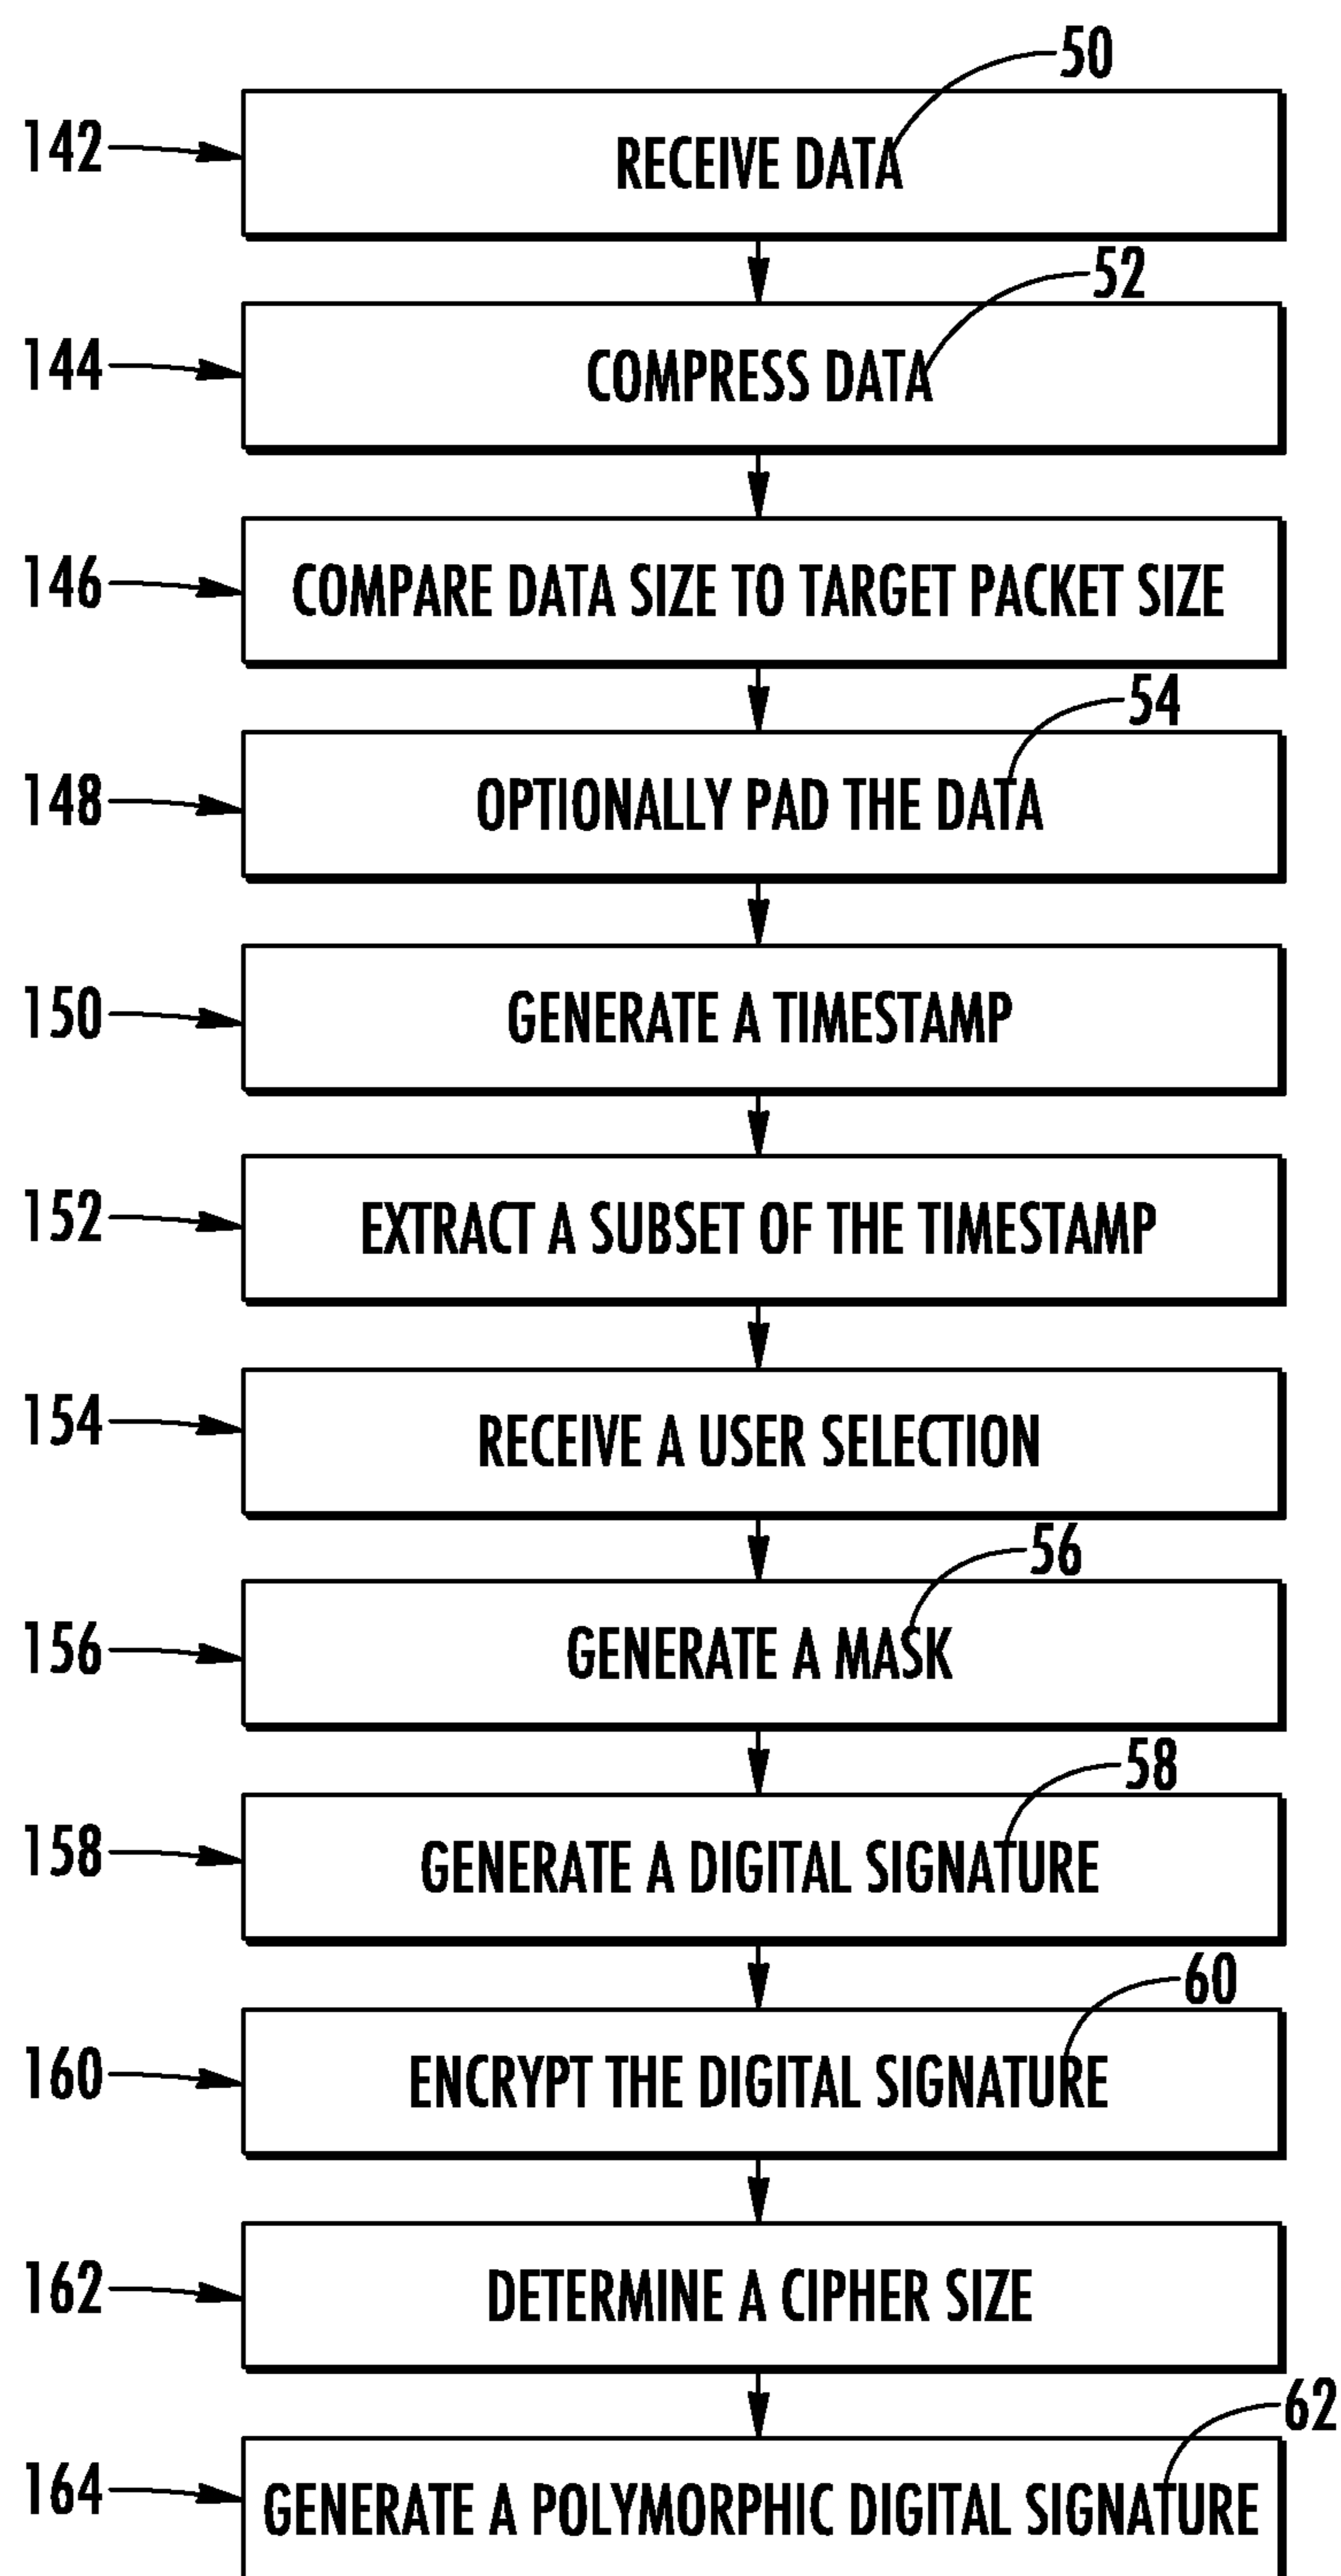 50
142
RECEIVE DATA
52
144
COMPRESS DATA
146
COMPARE DATA SIZE TO TARGET PACKET SIZE
54
148
OPTIONALLY PAD THE DATA
150
GENERATE A TIMESTAMP
152
EXTRACT A SUBSET OF THE TIMESTAMP
154
RECEIVE A USER SELECTION
56
156
GENERATE A MASK
58
158
GENERATE A DIGITAL SIGNATURE
60
160
ENCRYPT THE DIGITAL SIGNATURE
162
DETERMINE A CIPHER SIZE
62
164
GENERATE A POLYMORPHIC DIGITAL SIGNATURE